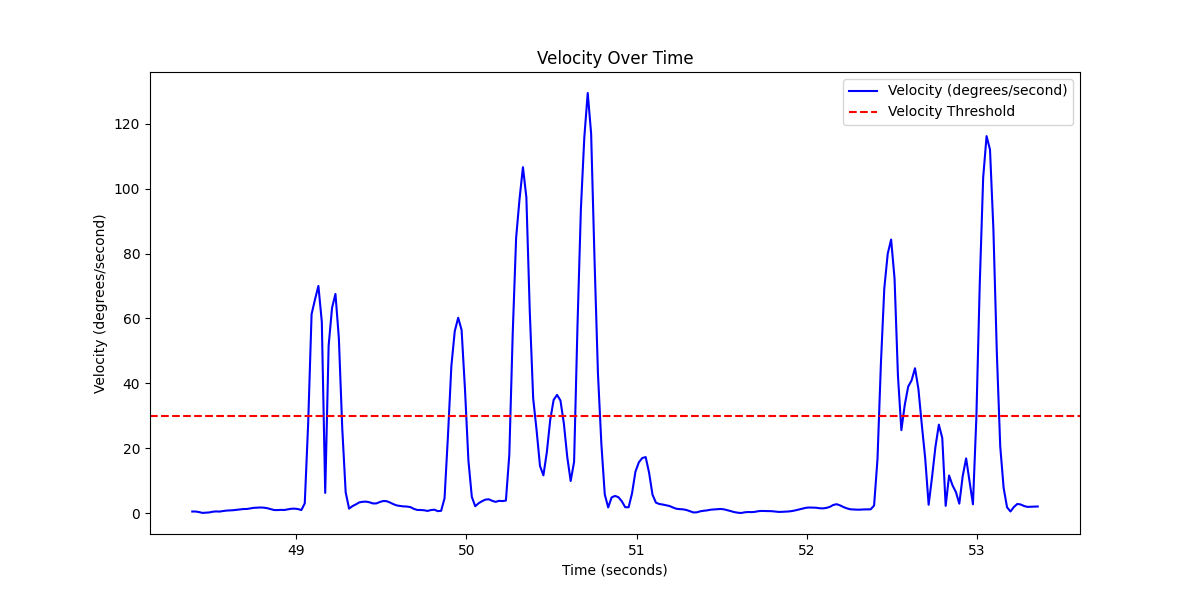 Velocity Over Time
Velocity (degrees/second)
Velocity Threshold
Velocity (degrees/second)
120
100
80
60
40
20
0
49
50
51
52
53
Time (seconds)